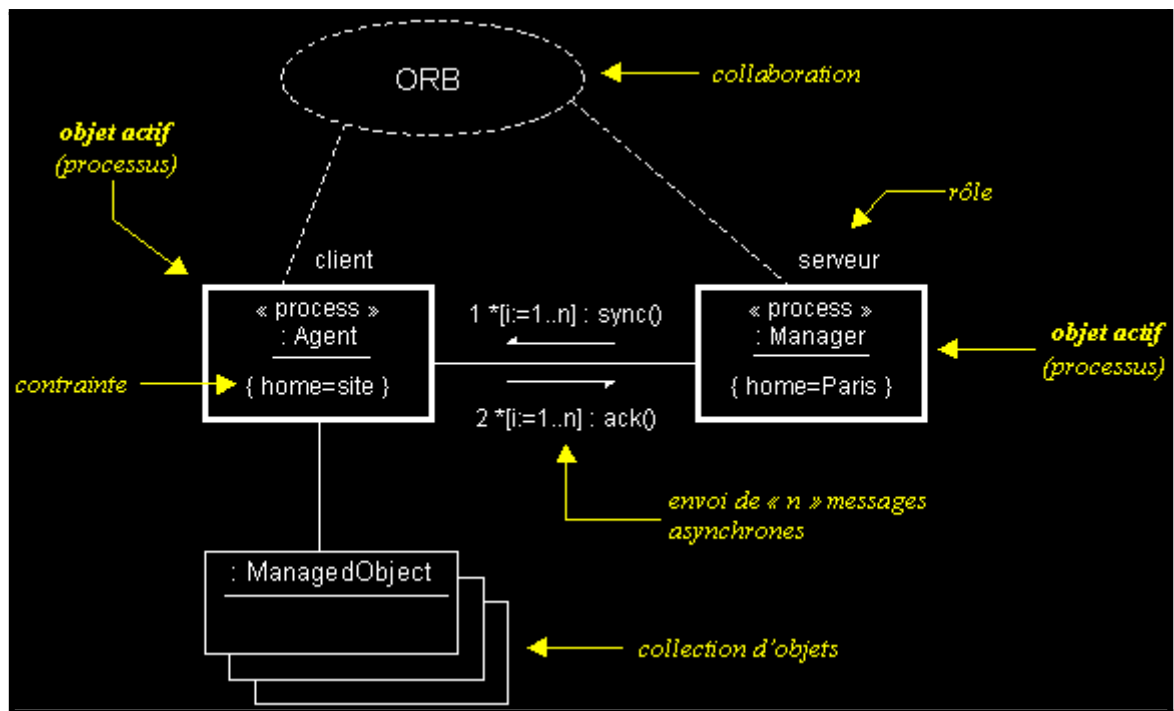 ORB
collaboration
objet actif
(processus)
rôle
client
serveur
« process »
: Agent
{ home=site }
contrainte
1 *[i:=1..n] : sync()
2 *[i:=1..n] : ack()
« process »
: Manager
{ home=Paris }
objet actif
(processus)
envoi de « n » messages
asynchrones
: ManagedObject
collection d'objets